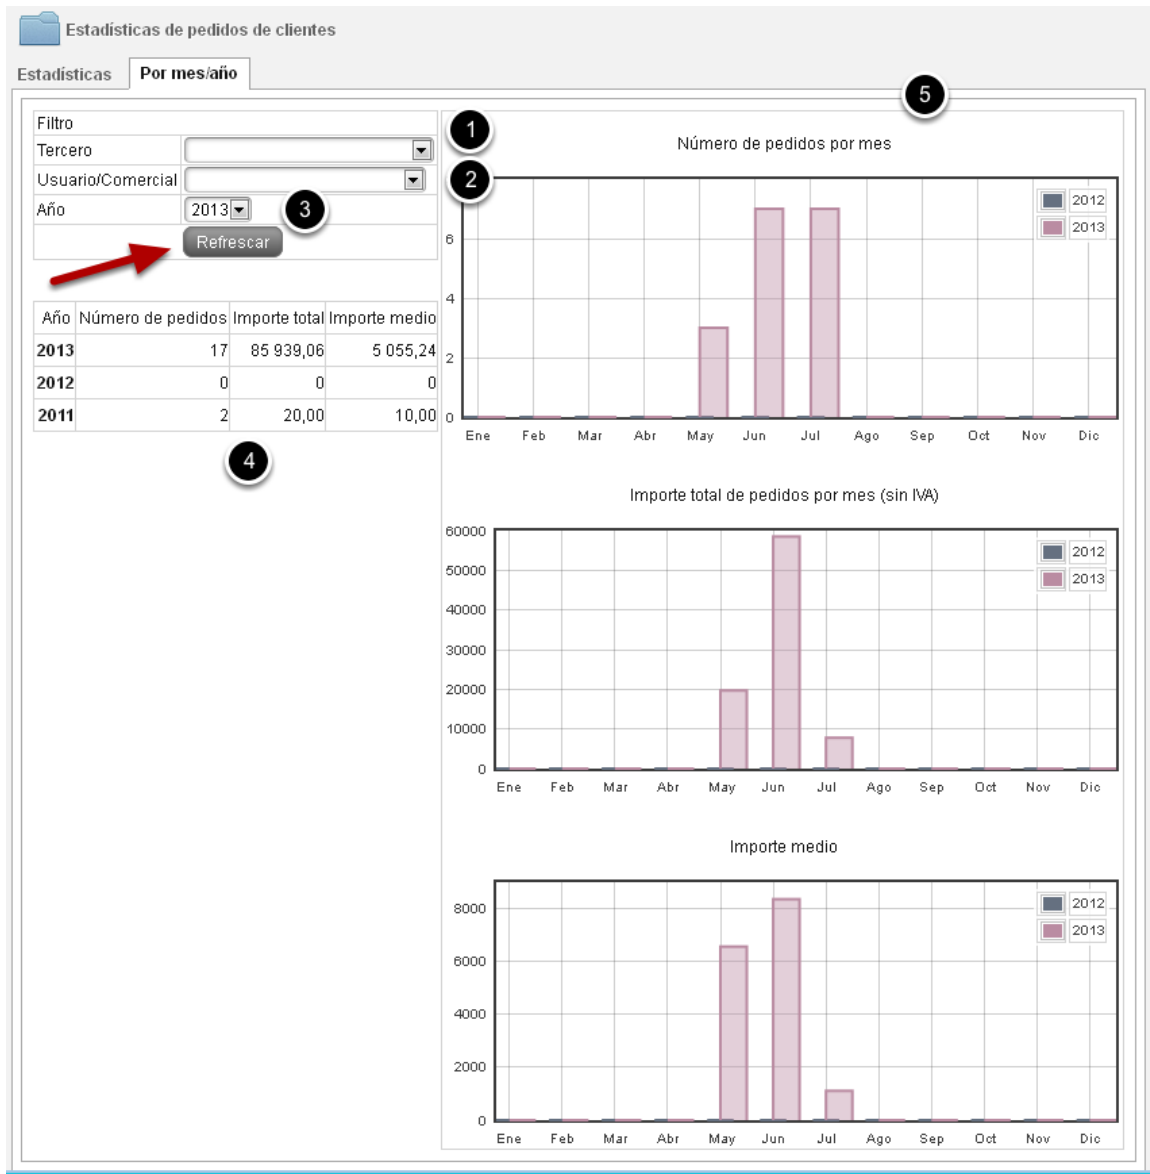 Estadísticas de pedidos de clientes
Estadísticas
Por mes/año
Filtro
Tercero
Usuario/Comercial
Año 2013
Refrescar
1
2
3
Año Número de pedidos Importe total Importe medio
2013 17 85 939,06 5 055,24
2012 0 0 0
2011 2 20,00 10,00
4
5
Número de pedidos por mes
2012
2013
6
4
2
0
Ene Feb Mar Abr May Jun Jul Ago Sep Oct Nov Dic
Importe total de pedidos por mes (sin IVA)
2012
2013
60000
50000
40000
30000
20000
10000
0
Ene Feb Mar Abr May Jun Jul Ago Sep Oct Nov Dic
Importe medio
2012
2013
8000
6000
4000
2000
0
Ene Feb Mar Abr May Jun Jul Ago Sep Oct Nov Dic